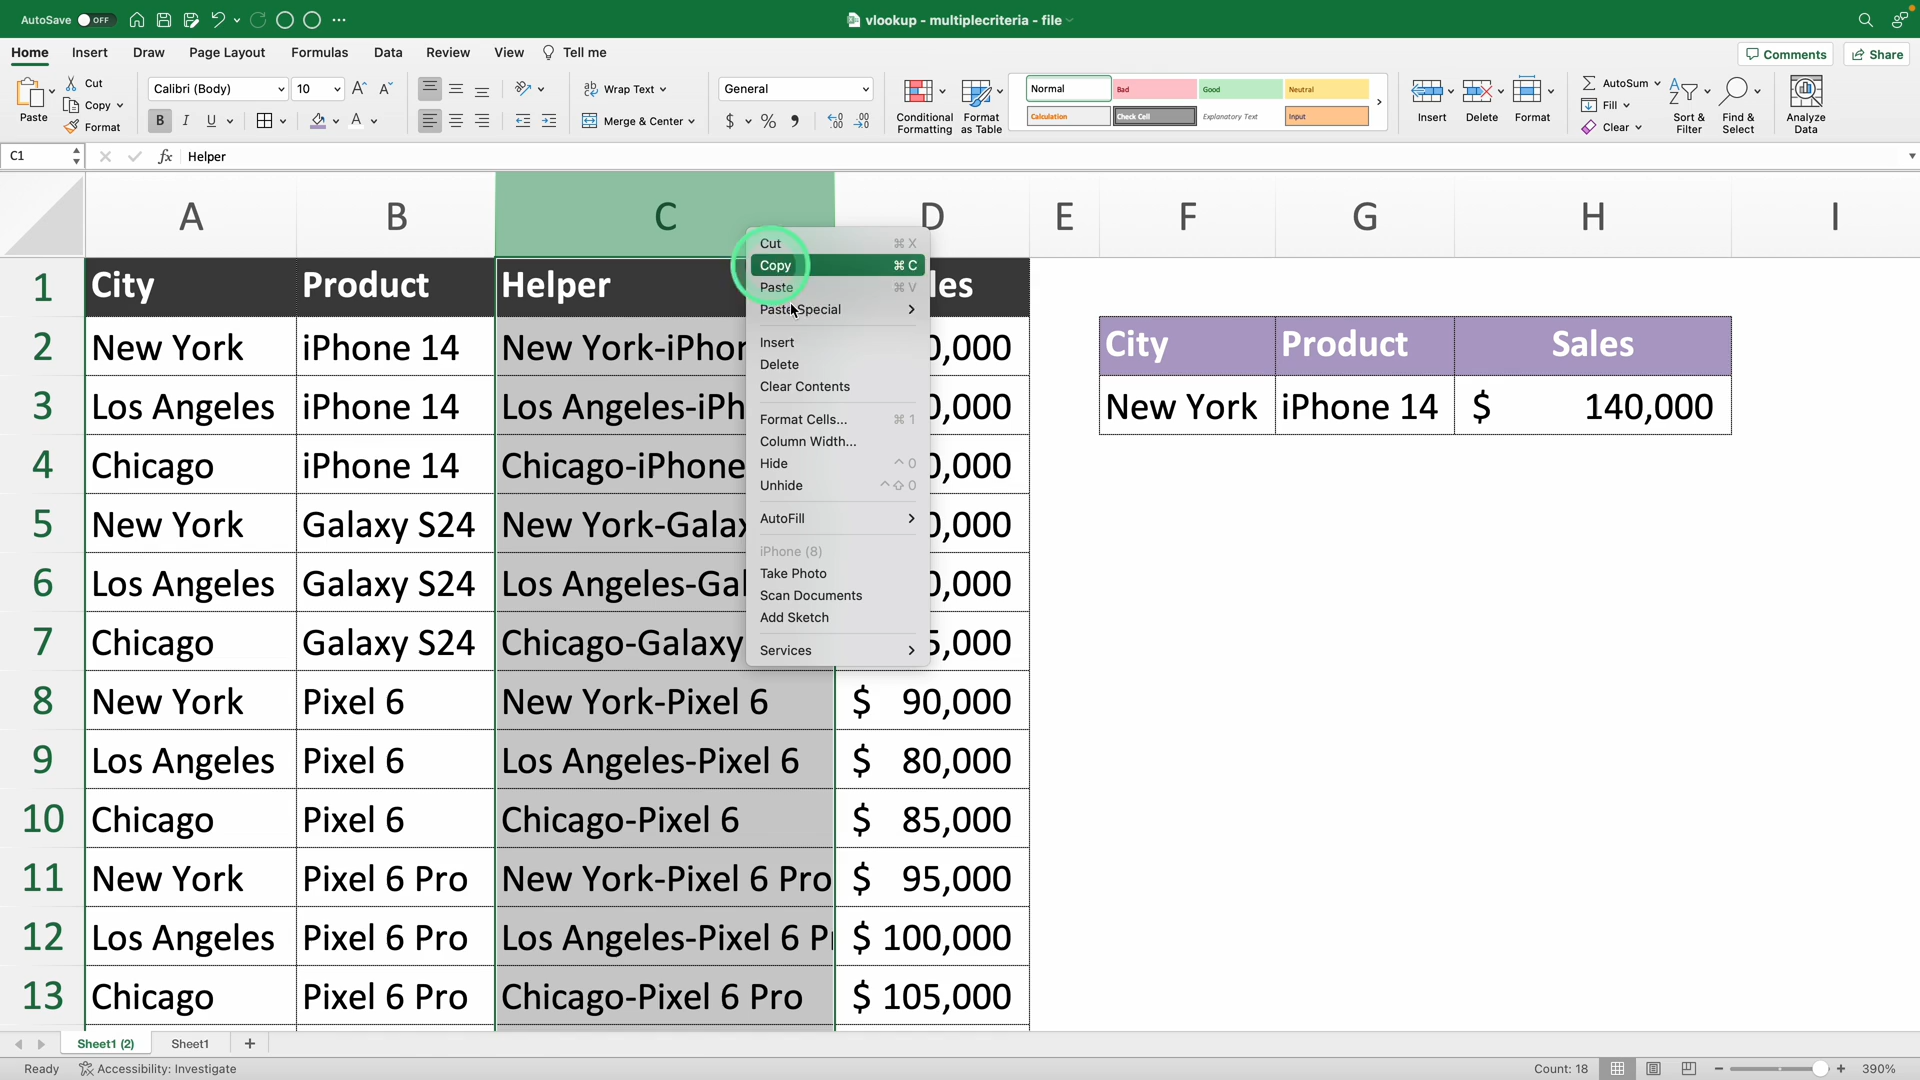 AutoSave OFF
vlookup - multiplecriteria - file
Home Insert Draw Page Layout Formulas Data Review View Tell me
Comments Share
Paste
Cut
Copy
Format
Calibri (Body) 10
B I U
Wrap Text
Merge & Center
General
$ %
Conditional Formatting
Format as Table
Normal Bad Good Neutral
Calculation Check Cell Explanatory Text Input
Insert Delete Format
AutoSum
Fill
Clear
Sort & Filter
Find & Select
Analyze Data
C1 fx Helper
A B C D E F G H I
1 City Product Helper les
2 New York iPhone 14 New York-iPhon 0,000
City Product Sales
3 Los Angeles iPhone 14 Los Angeles-iPh 0,000
New York iPhone 14 $ 140,000
4 Chicago iPhone 14 Chicago-iPhone 0,000
5 New York Galaxy S24 New York-Galax 0,000
6 Los Angeles Galaxy S24 Los Angeles-Gal 0,000
7 Chicago Galaxy S24 Chicago-Galaxy 5,000
8 New York Pixel 6 New York-Pixel 6 $ 90,000
9 Los Angeles Pixel 6 Los Angeles-Pixel 6 $ 80,000
10 Chicago Pixel 6 Chicago-Pixel 6 $ 85,000
11 New York Pixel 6 Pro New York-Pixel 6 Pro $ 95,000
12 Los Angeles Pixel 6 Pro Los Angeles-Pixel 6 P $ 100,000
13 Chicago Pixel 6 Pro Chicago-Pixel 6 Pro $ 105,000
Cut ⌘ X
Copy ⌘ C
Paste ⌘ V
Paste Special
Insert
Delete
Clear Contents
Format Cells... ⌘ 1
Column Width...
Hide ^ 0
Unhide ^ ⇧ 0
AutoFill
iPhone (8)
Take Photo
Scan Documents
Add Sketch
Services
Sheet1 (2) Sheet1 +
Ready Accessibility: Investigate Count: 18 390%